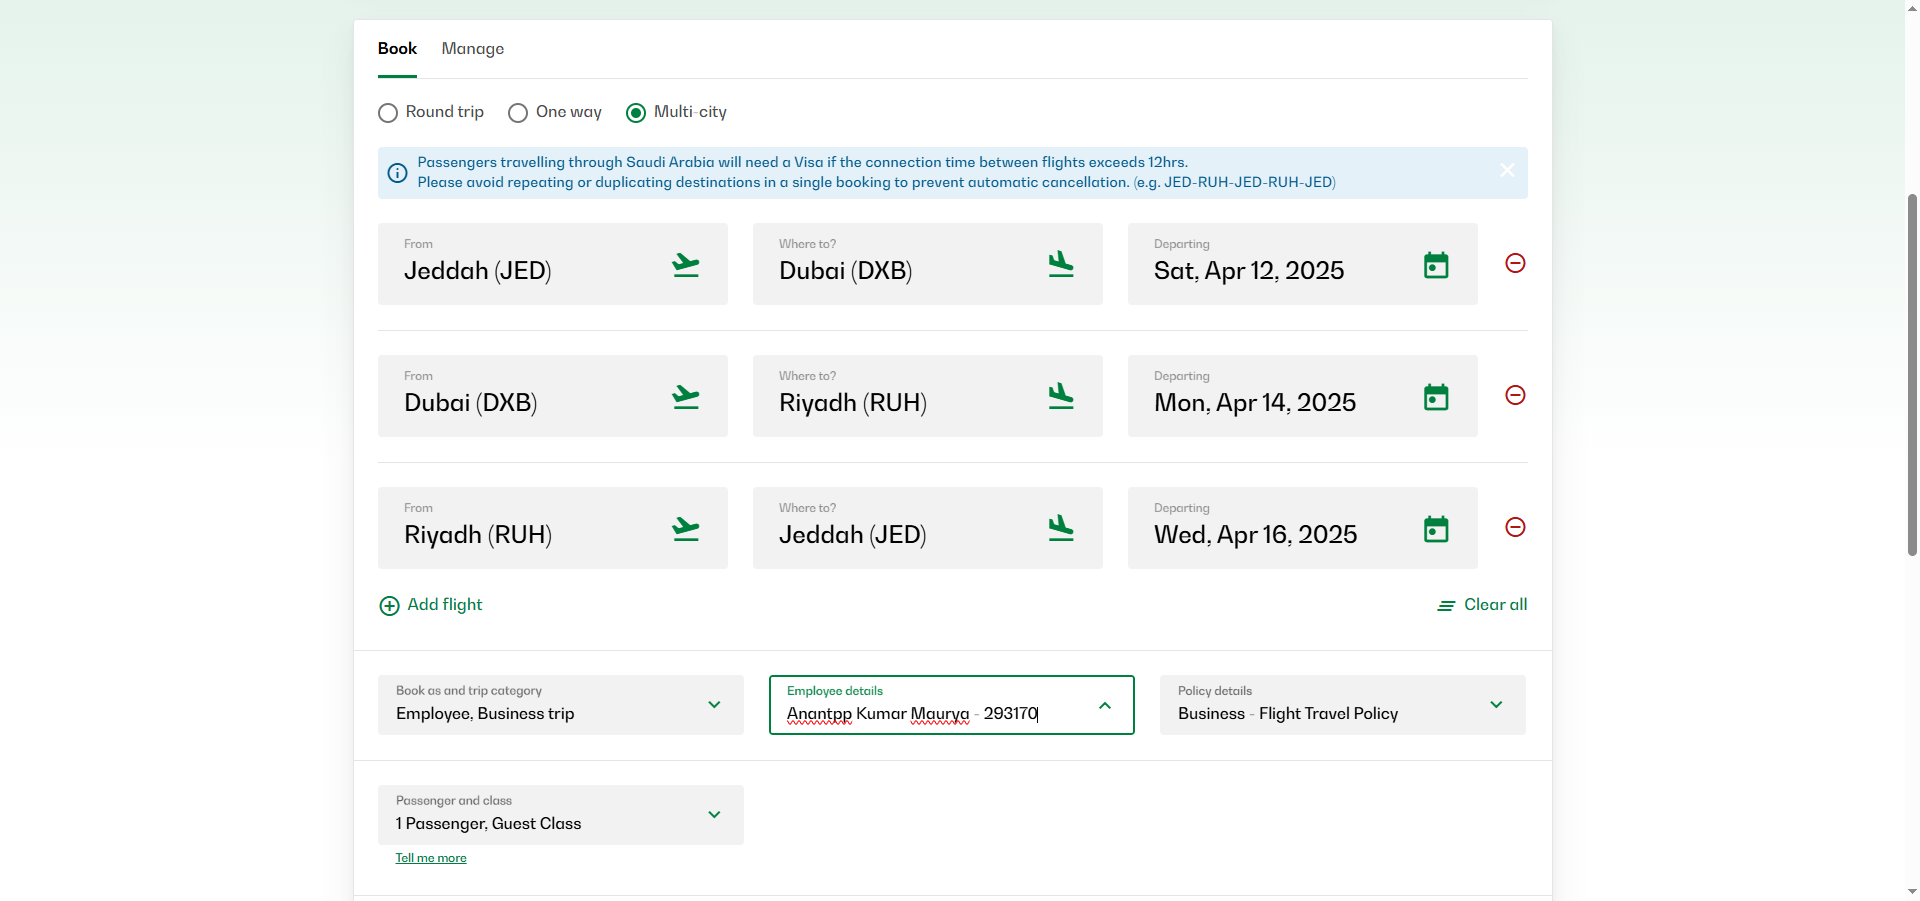 Book Manage
Round trip One way Multi-city
Passengers travelling through Saudi Arabia will need a Visa if the connection time between flights exceeds 12hrs.
Please avoid repeating or duplicating destinations in a single booking to prevent automatic cancellation. (e.g. JED-RUH-JED-RUH-JED)
From Where to? Departing
Jeddah (JED) Dubai (DXB) Sat, Apr 12, 2025
From Where to? Departing
Dubai (DXB) Riyadh (RUH) Mon, Apr 14, 2025
From Where to? Departing
Riyadh (RUH) Jeddah (JED) Wed, Apr 16, 2025
Add flight Clear all
Book as and trip category Employee details Policy details
Employee, Business trip Anantpp Kumar Maurya - 293170 Business - Flight Travel Policy
Passenger and class
1 Passenger, Guest Class
Tell me more